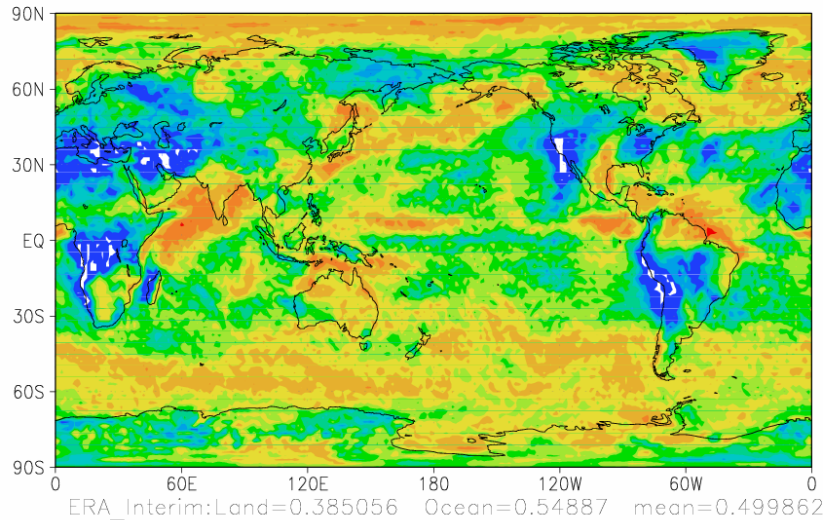 90N
60N
30N
EQ
30S
60S
90S
0 60E 120E 180 120W 60W 0
ERA_Interim:Land=0.385056 Ocean=0.54887 mean=0.499862